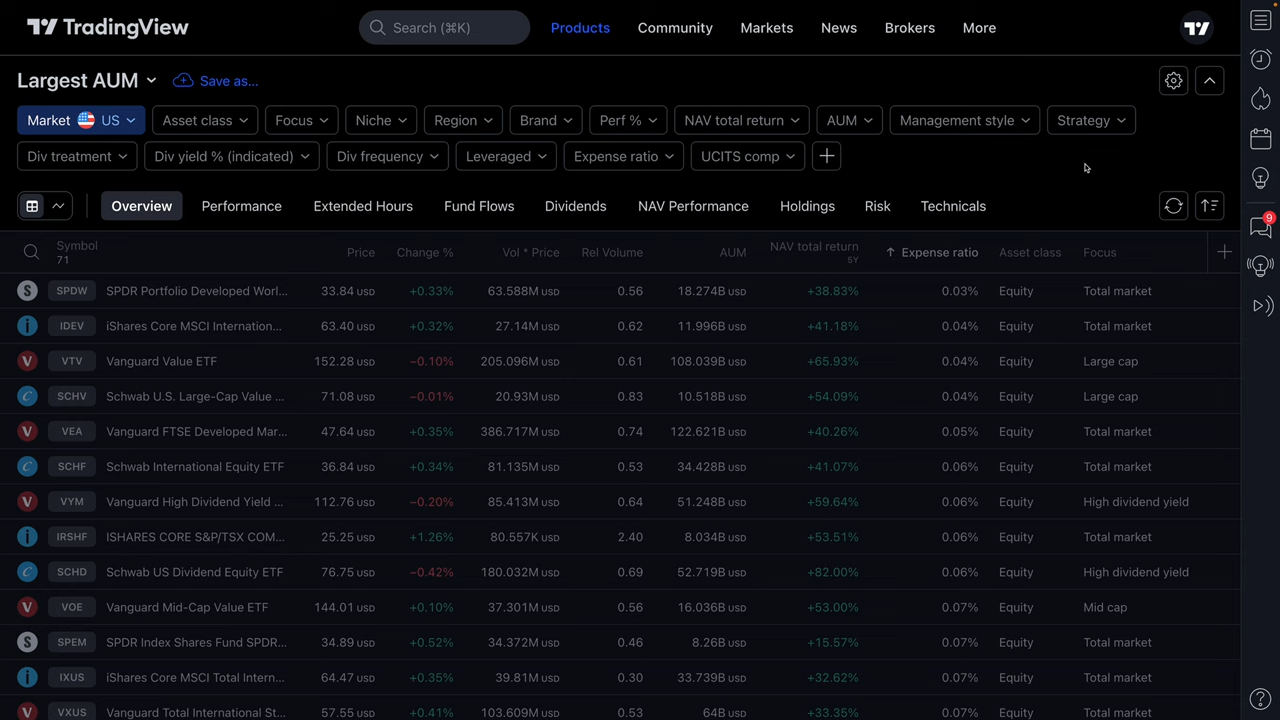 TradingView Search (⌘K) Products Community Markets News Brokers More
Largest AUM Save as...
Market US Asset class Focus Niche Region Brand Perf % NAV total return AUM Management style Strategy
Div treatment Div yield % (indicated) Div frequency Leveraged Expense ratio UCITS comp
Overview Performance Extended Hours Fund Flows Dividends NAV Performance Holdings Risk Technicals
9
Symbol Price Change % Vol * Price Rel Volume AUM NAV total return Expense ratio Asset class Focus
71 5Y
S SPDW SPDR Portfolio Developed Worl... 33.84 USD +0.33% 63.588M USD 0.56 18.274B USD +38.83% 0.03% Equity Total market
i IDEV iShares Core MSCI Internation... 63.40 USD +0.32% 27.14M USD 0.62 11.996B USD +41.18% 0.04% Equity Total market
V VTV Vanguard Value ETF 152.28 USD −0.10% 205.096M USD 0.61 108.039B USD +65.93% 0.04% Equity Large cap
C SCHV Schwab U.S. Large-Cap Value ... 71.08 USD −0.01% 20.93M USD 0.83 10.518B USD +54.09% 0.04% Equity Large cap
V VEA Vanguard FTSE Developed Mar... 47.64 USD +0.35% 386.717M USD 0.74 122.621B USD +40.26% 0.05% Equity Total market
C SCHF Schwab International Equity ETF 36.84 USD +0.34% 81.135M USD 0.53 34.428B USD +41.07% 0.06% Equity Total market
V VYM Vanguard High Dividend Yield ... 112.76 USD −0.20% 85.413M USD 0.64 51.248B USD +59.64% 0.06% Equity High dividend yield
i IRSHF ISHARES CORE S&P/TSX COM... 25.25 USD +1.26% 80.557K USD 2.40 8.034B USD +53.51% 0.06% Equity Total market
C SCHD Schwab US Dividend Equity ETF 76.75 USD −0.42% 180.032M USD 0.69 52.719B USD +82.00% 0.06% Equity High dividend yield
V VOE Vanguard Mid-Cap Value ETF 144.01 USD +0.10% 37.301M USD 0.56 16.036B USD +53.00% 0.07% Equity Mid cap
S SPEM SPDR Index Shares Fund SPDR... 34.89 USD +0.52% 34.372M USD 0.46 8.26B USD +15.57% 0.07% Equity Total market
i IXUS iShares Core MSCI Total Intern... 64.47 USD +0.35% 39.81M USD 0.30 33.739B USD +32.62% 0.07% Equity Total market
V VXUS Vanguard Total International St... 57.55 USD +0.41% 103.609M USD 0.53 64B USD +33.35% 0.07% Equity Total market